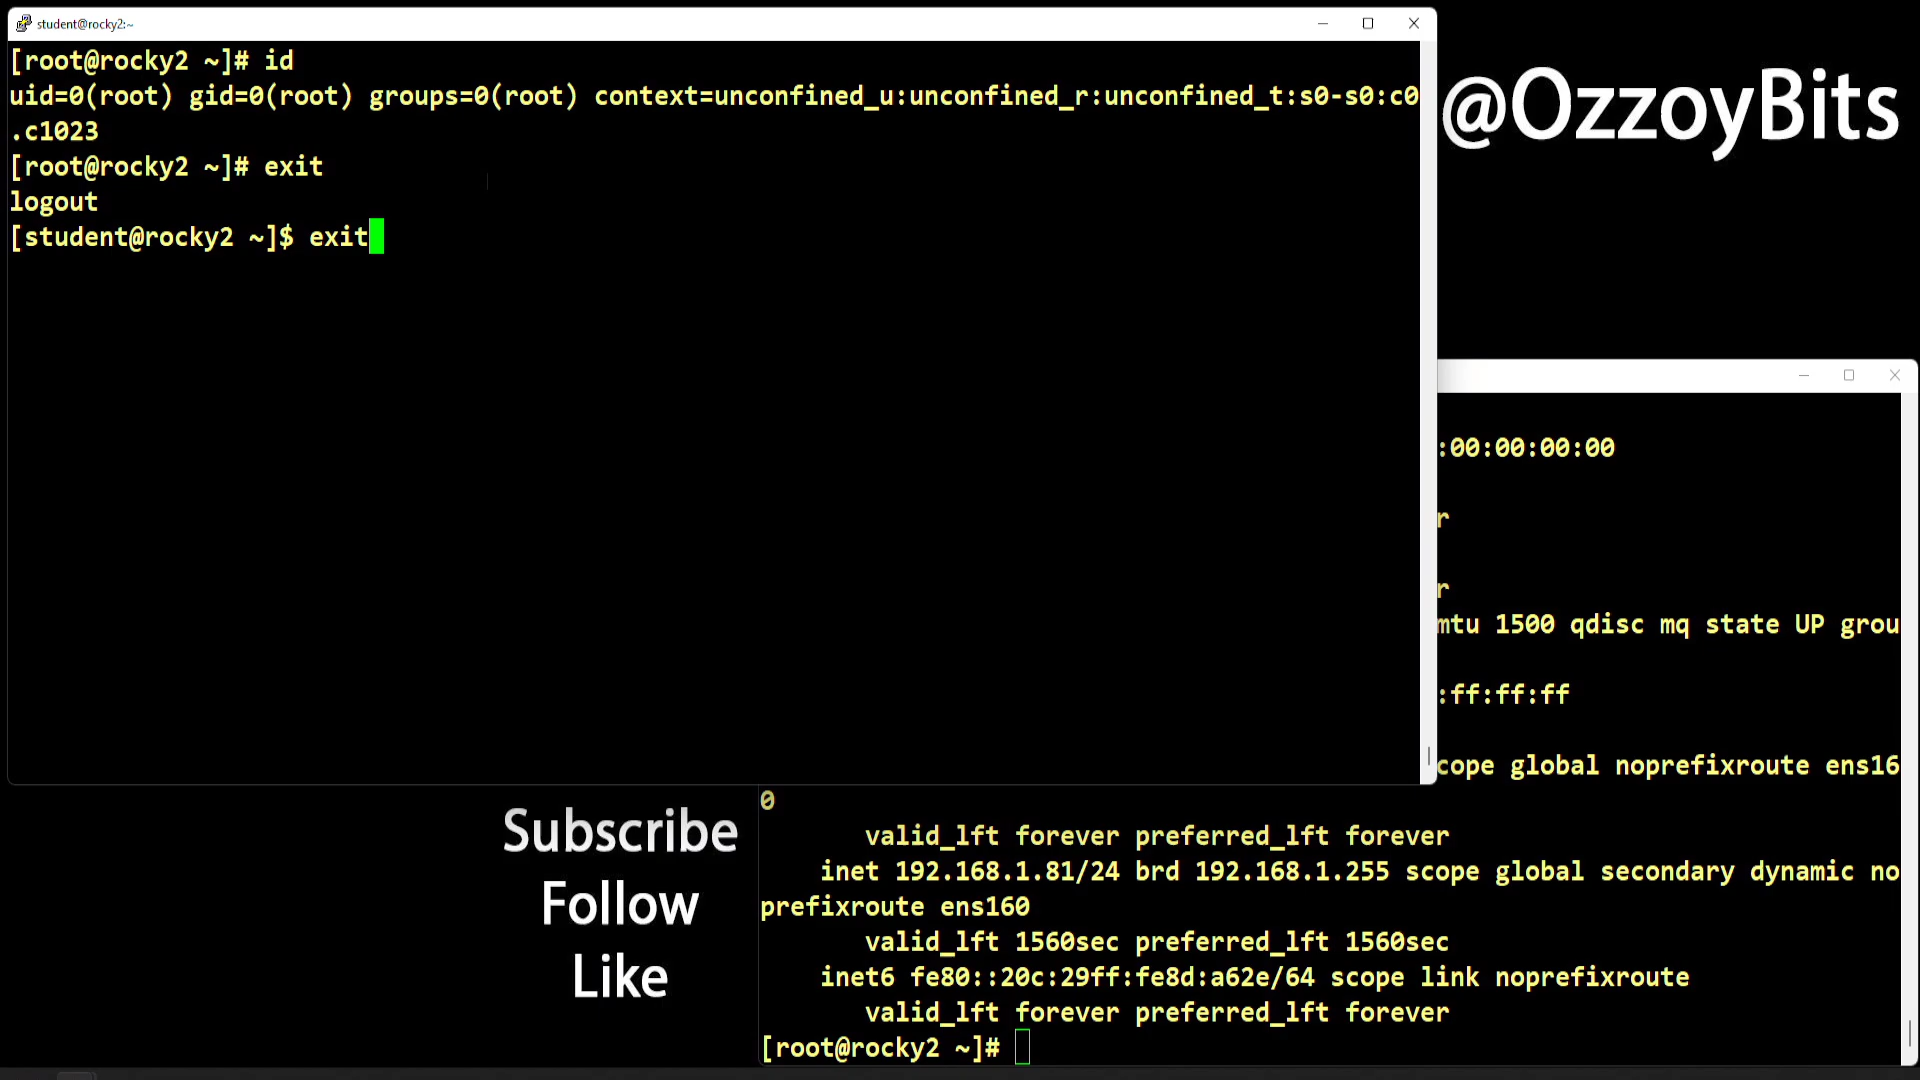 student@rocky2:~
[root@rocky2 ~]# id
uid=0(root) gid=0(root) groups=0(root) context=unconfined_u:unconfined_r:unconfined_t:s0-s0:c0
.c1023
[root@rocky2 ~]# exit
logout
[student@rocky2 ~]$ exit
@OzzoyBits
:00:00:00:00
r
r
mtu 1500 qdisc mq state UP grou
:ff:ff:ff
cope global noprefixroute ens16
0
valid_lft forever preferred_lft forever
inet 192.168.1.81/24 brd 192.168.1.255 scope global secondary dynamic no
prefixroute ens160
valid_lft 1560sec preferred_lft 1560sec
inet6 fe80::20c:29ff:fe8d:a62e/64 scope link noprefixroute
valid_lft forever preferred_lft forever
[root@rocky2 ~]#
Subscribe
Follow
Like